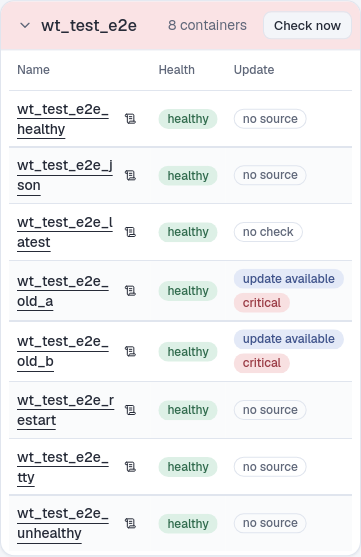 wt_test_e2e 8 containers Check now
Name Health Update
wt_test_e2e_
healthy healthy no source
wt_test_e2e_j
son healthy no source
wt_test_e2e_l
atest healthy no check
wt_test_e2e_
old_a healthy update available
critical
wt_test_e2e_
old_b healthy update available
critical
wt_test_e2e_r
estart healthy no source
wt_test_e2e_
tty healthy no source
wt_test_e2e_
unhealthy healthy no source